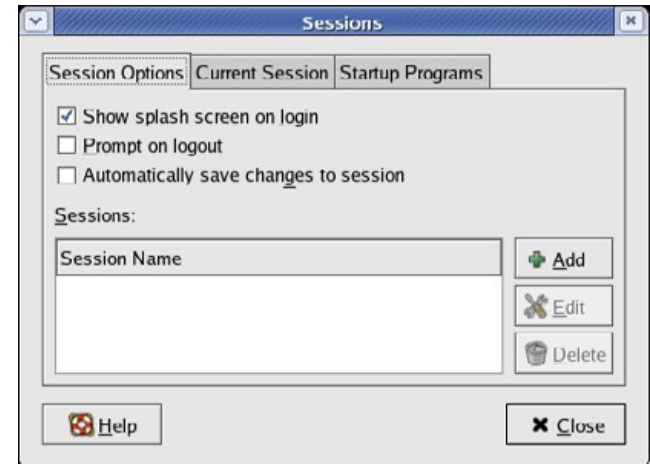 Sessions
Session Options Current Session Startup Programs
Show splash screen on login
Prompt on logout
Automatically save changes to session
Sessions:
Session Name
Add
Edit
Delete
Help
Close